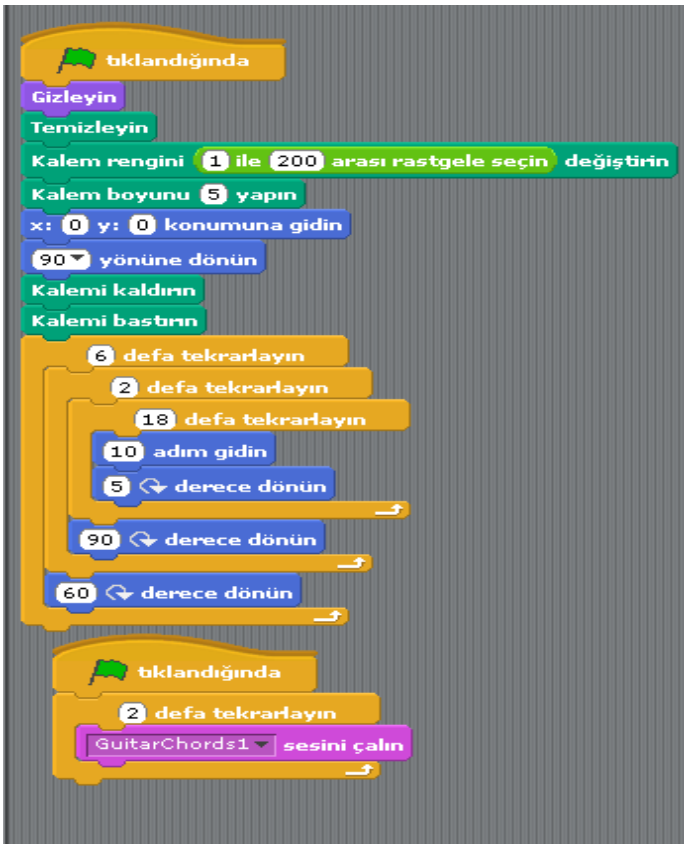 tıklandığında
Gizleyin
Temizleyin
Kalem rengini 1 ile 200 arası rastgele seçin değiştirin
Kalem boyunu 5 yapın
x: 0 y: 0 konumuna gidin
90 yönüne dönün
Kalemi kaldırın
Kalemi bastırın
6 defa tekrarlayın
2 defa tekrarlayın
18 defa tekrarlayın
10 adım gidin
5 derece dönün
90 derece dönün
60 derece dönün
tıklandığında
2 defa tekrarlayın
GuitarChords1 sesini çalın